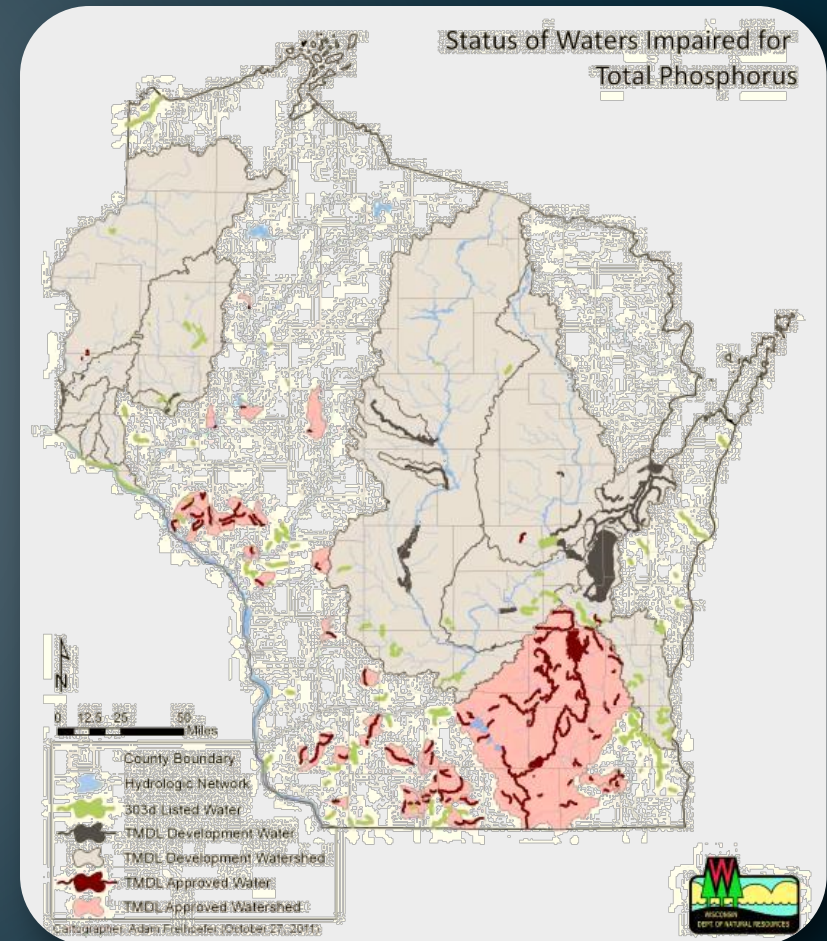 Status of Waters Impaired for
Total Phosphorus
N
0 12.5 25 50
Miles
County Boundary
Hydrologic Network
303d Listed Water
TMDL Development Water
TMDL Development Watershed
TMDL Approved Water
TMDL Approved Watershed
Cartographer: Adam Freihoefer (October 27, 2011)
W
WISCONSIN
DEPT. OF NATURAL RESOURCES